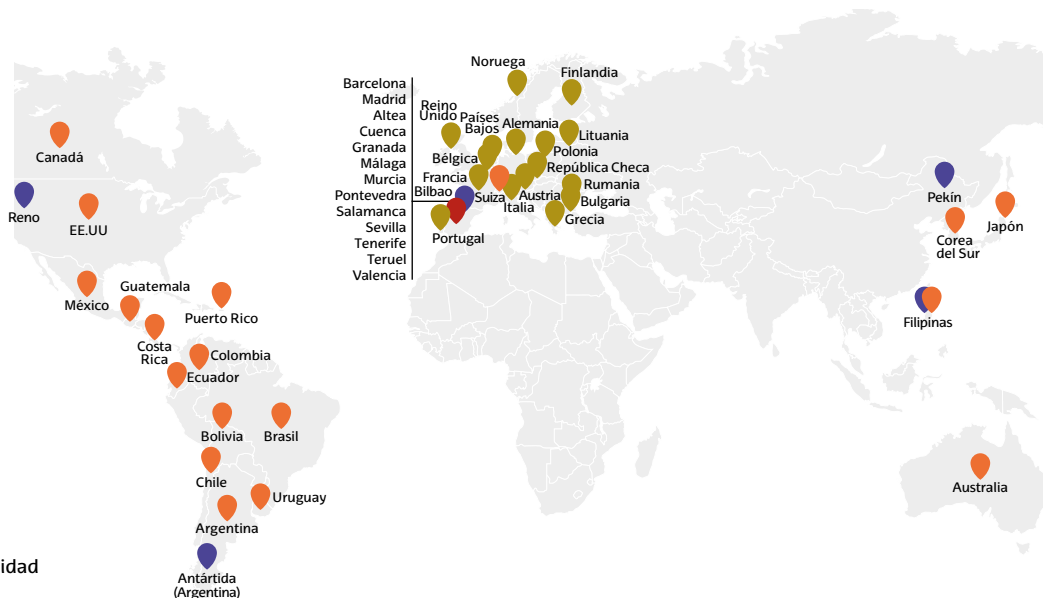 Noruega
Finlandia
Barcelona
Madrid
Altea
Cuenca
Granada
Málaga
Murcia
Pontevedra
Salamanca
Sevilla
Tenerife
Teruel
Valencia
Reino
Unido
Países
Bajos
Alemania
Lituania
Bélgica
Polonia
República Checa
Francia
Bilbao
Suiza
Austria
Italia
Rumania
Bulgaria
Grecia
Portugal
Canadá
Reno
EE.UU
México
Guatemala
Puerto Rico
Costa
Rica
Colombia
Ecuador
Bolivia
Brasil
Chile
Uruguay
Argentina
Antártida
(Argentina)
Pekín
Corea
del Sur
Japón
Filipinas
Australia
idad